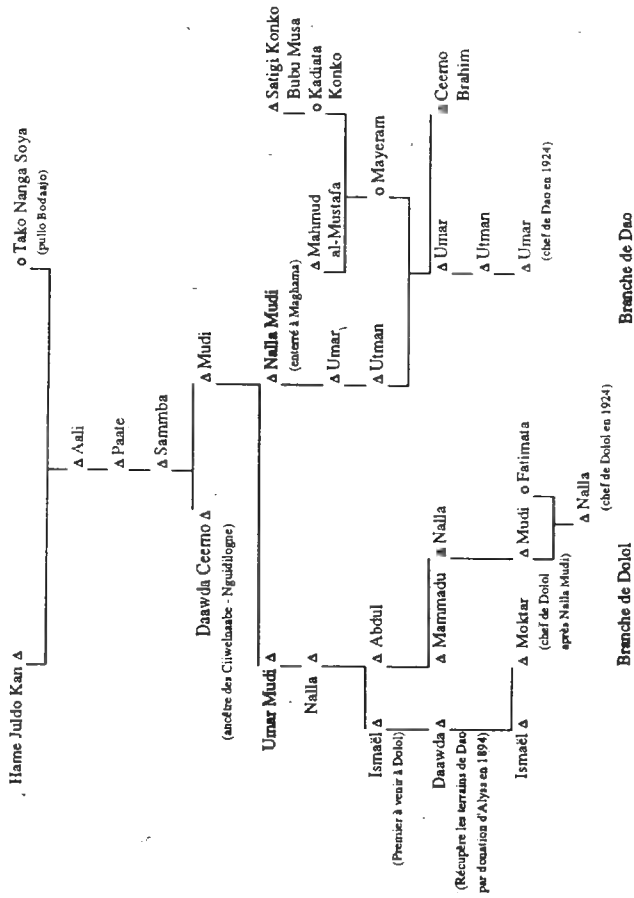 Hame Juldo Kan Δ
o Tako Nanga Soya
(pullo Bodaajo)
Δ Aali
Δ Paate
Δ Sammba
Daawda Ceerno Δ
(ancêtre des Ciiwelnaabe - Nguidilogne)
Δ Mudi
Umar Mudi Δ
Δ Nalla Mudi
(enterré à Maghama)
Δ Satigi Konko
Bubu Musa
o Kadiata
Konko
Nalla Δ
Δ Umar
Δ Mahmud
al-Mustafa
Ismaël Δ
(Premier à venir à Dolol)
Δ Abdul
Δ Utman
o Mayeram
Daawda Δ
(Récupère les terrains de Dao
par donation d'Alyss en 1894)
Δ Mammadu
Δ Nalla
Δ Umar
Δ Ceerno
Brahim
Δ Utman
Ismaël Δ
Δ Moktar
(chef de Dolol
après Nalla Mudi)
Δ Mudi
o Fatimata
Δ Umar
(chef de Dao en 1924)
Δ Nalla
(chef de Dolol en 1924)
Branche de Dolol
Branche de Dao